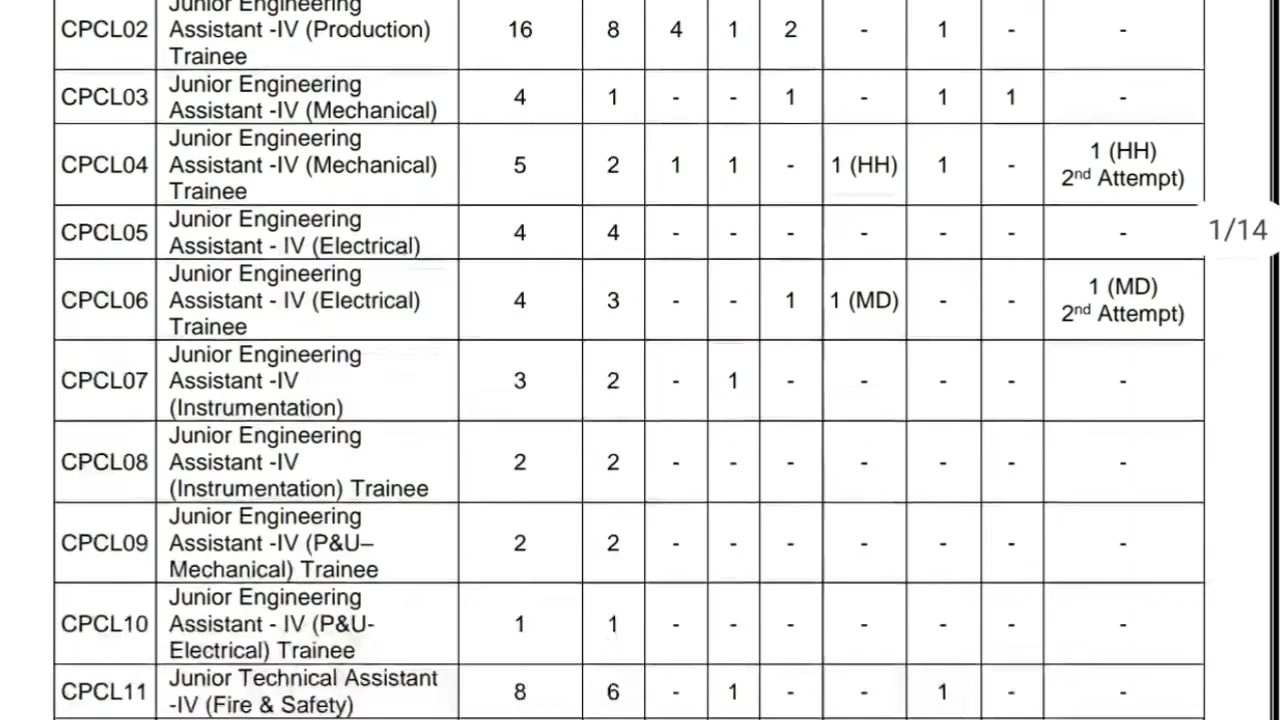 Junior Engineering
CPCL02 Assistant -IV (Production) 16 8 4 1 2 - 1 - -
Trainee
Junior Engineering
CPCL03 Assistant -IV (Mechanical) 4 1 - - 1 - 1 1 -
Junior Engineering
CPCL04 Assistant -IV (Mechanical) 5 2 1 1 - 1 (HH) 1 - 1 (HH)
Trainee 2nd Attempt)
Junior Engineering
CPCL05 Assistant - IV (Electrical) 4 4 - - - - - - -
1/14
Junior Engineering
CPCL06 Assistant - IV (Electrical) 4 3 - - 1 1 (MD) - - 1 (MD)
Trainee 2nd Attempt)
Junior Engineering
CPCL07 Assistant -IV 3 2 - 1 - - - - -
(Instrumentation)
Junior Engineering
CPCL08 Assistant -IV 2 2 - - - - - - -
(Instrumentation) Trainee
Junior Engineering
CPCL09 Assistant -IV (P&U– 2 2 - - - - - - -
Mechanical) Trainee
Junior Engineering
CPCL10 Assistant - IV (P&U- 1 1 - - - - - - -
Electrical) Trainee
Junior Technical Assistant
CPCL11 -IV (Fire & Safety) 8 6 - 1 - - 1 - -